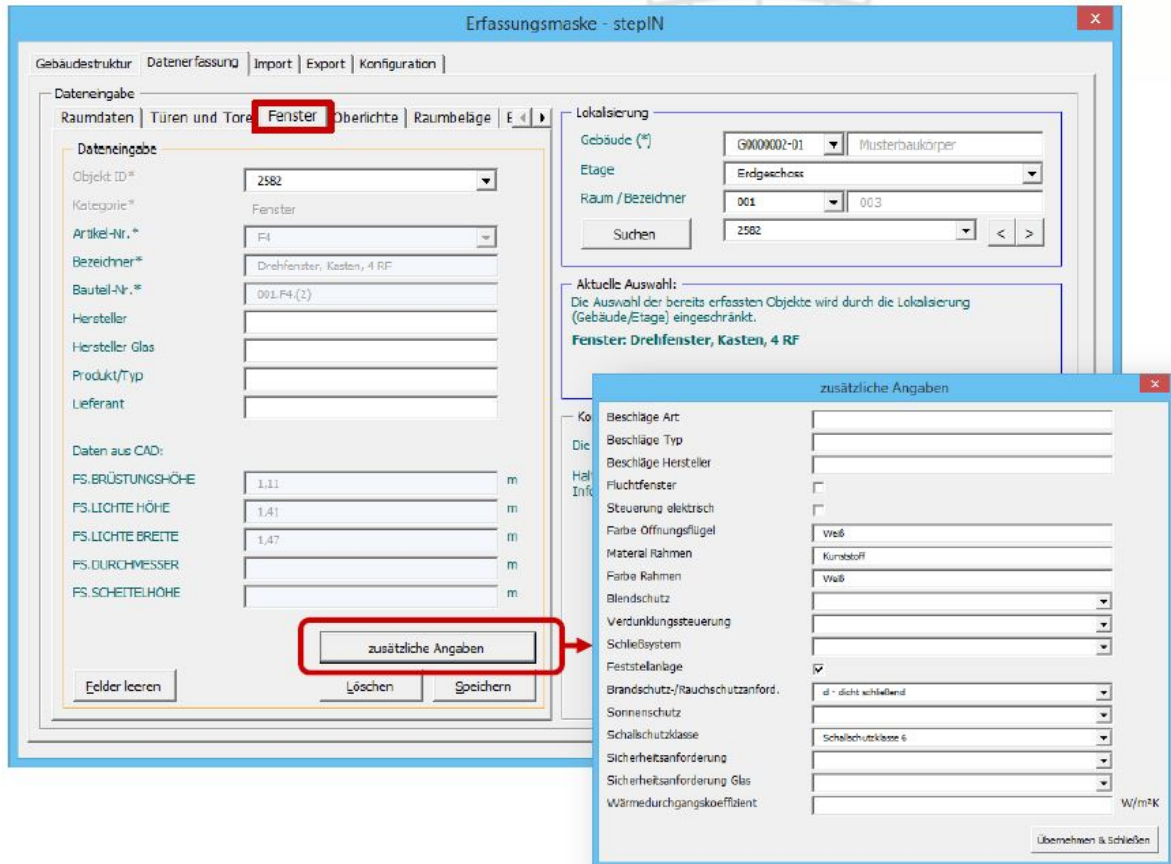 Erfassungsmaske - stepIN
x
Gebäudestruktur Datenerfassung Import Export Konfiguration
Dateneingabe
Raumdaten Türen und Tore Fenster Oberlichte Raumbeläge E
Dateneingabe
Objekt ID* 2582
Kategorie* Fenster
Artikel-Nr.* F4
Bezeichner* Drehfenster, Kasten, 4 RF
Bauteil-Nr.* 001.F4.(2)
Hersteller
Hersteller Glas
Produkt/Typ
Lieferant
Daten aus CAD:
FS.BRÜSTUNGSHÖHE 1,11 m
FS.LICHTE HÖHE 1,41 m
FS.LICHTE BREITE 1,47 m
FS.DURCHMESSER m
FS.SCHEITELHÖHE m
zusätzliche Angaben
Felder leeren Löschen Speichern
Lokalisierung
Gebäude (*) G0000002-01 Musterbaukörper
Etage Erdgeschoss
Raum / Bezeichner 001 003
Suchen 2582 < >
Aktuelle Auswahl:
Die Auswahl der bereits erfassten Objekte wird durch die Lokalisierung
(Gebäude/Etage) eingeschränkt.
Fenster: Drehfenster, Kasten, 4 RF
Ko
Die
Hal
Info
zusätzliche Angaben
x
Beschläge Art
Beschläge Typ
Beschläge Hersteller
Fluchtfenster
Steuerung elektrisch
Farbe Öffnungsflügel Weiß
Material Rahmen Kunststoff
Farbe Rahmen Weiß
Blendschutz
Verdunklungssteuerung
Schließsystem
Feststellanlage
Brandschutz-/Rauchschutzanford. d - dicht schließend
Sonnenschutz
Schallschutzklasse Schallschutzklasse 6
Sicherheitsanforderung
Sicherheitsanforderung Glas
Wärmedurchgangskoeffizient W/m²K
Übernehmen & Schließen